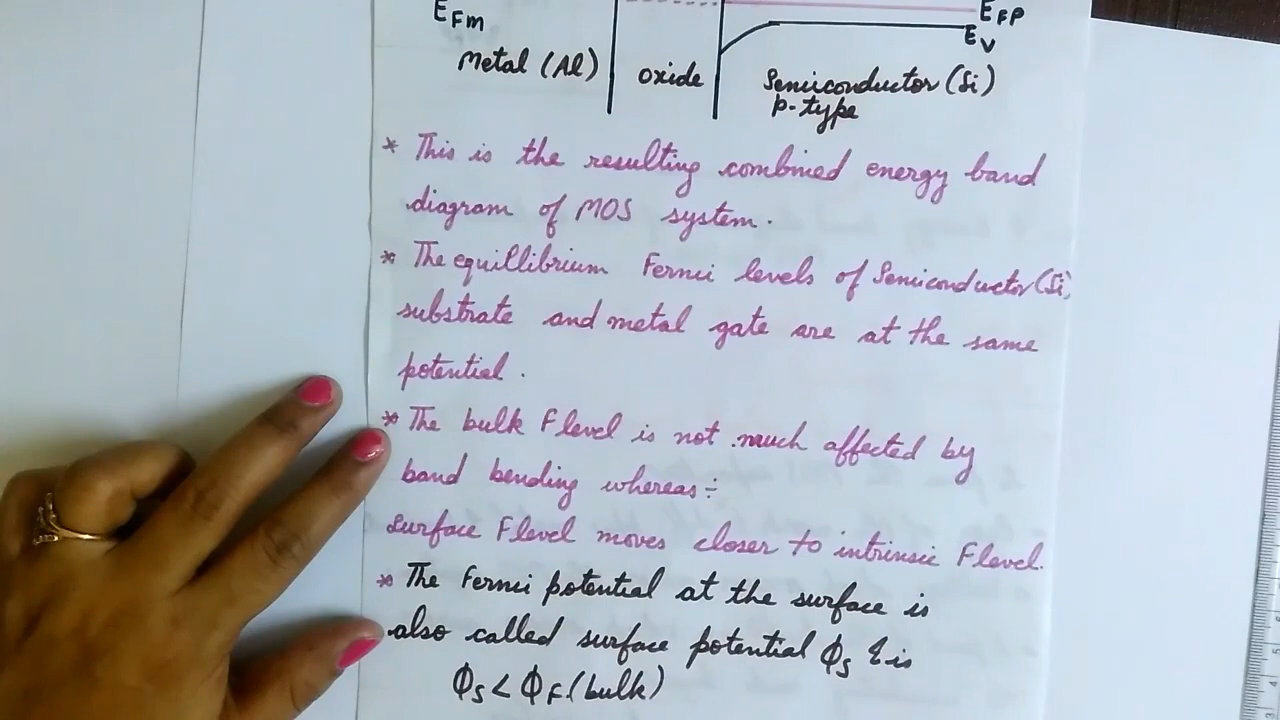 EFm
EFP
Ev
Metal (Al)
oxide
Semiconductor (Si)
p-type
* This is the resulting combined energy band
diagram of MOS system.
* The equillibrium Fermi levels of Semiconductor (Si)
substrate and metal gate are at the same
potential.
* The bulk F level is not much affected by
band bending whereas÷
Surface F level moves closer to intrinsic F level.
* The Fermi potential at the surface is
also called surface potential ϕs & is
ϕs < ϕF (bulk)